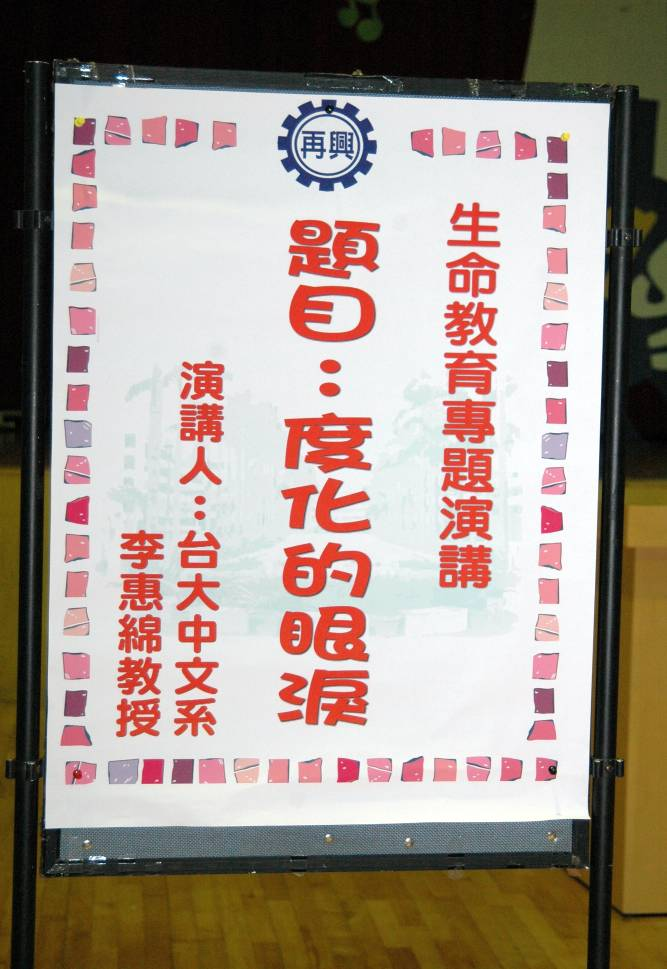 再興
生命教育專題演講
題目：度化的眼淚
演講人：台大中文系
李惠綿教授